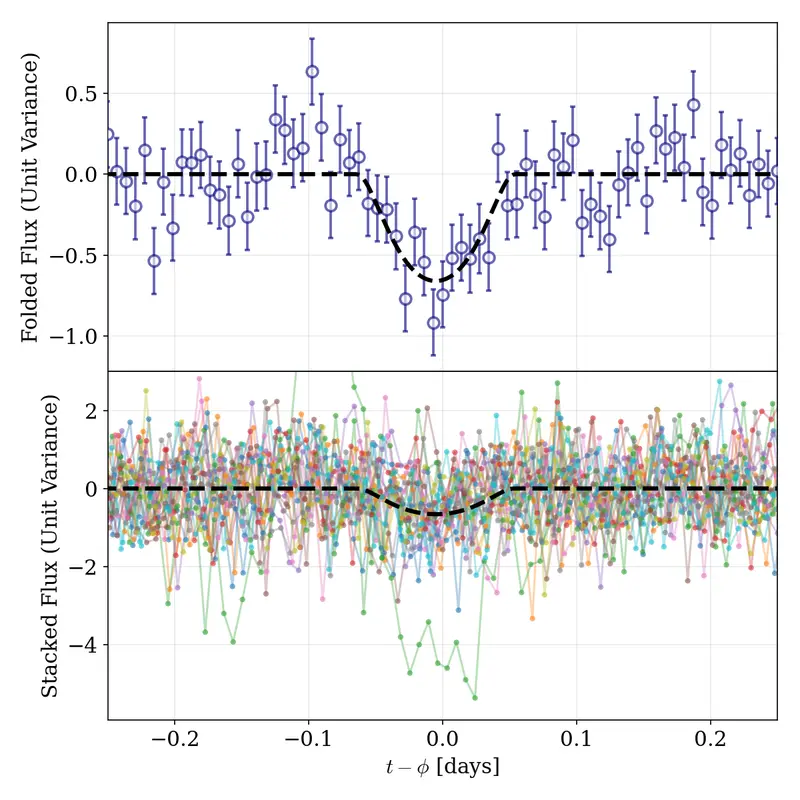 Folded Flux (Unit Variance)
0.5
0.0
−0.5
−1.0
Stacked Flux (Unit Variance)
2
0
−2
−4
−0.2 −0.1 0.0 0.1 0.2
t − ϕ [days]